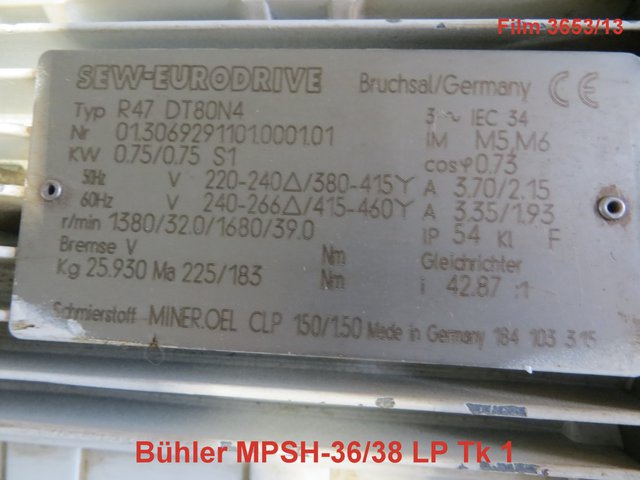 Film 3653/13
SEW-EURODRIVE Bruchsal/Germany CE
Typ R47 DT80N4 3 ~ IEC 34
Nr 01.3069291101.0001.01 IM M5,M6
KW 0.75/0.75 S1 cosφ 0.73
50Hz V 220-240△/380-415Y A 3.70/2.15
60Hz V 240-266△/415-460Y A 3.35/1.93
r/min 1380/32.0/1680/39.0 IP 54 Kl F
Bremse V Nm Gleichrichter
Kg 25.930 Ma 225/183 Nm i 42.87 :1
Schmierstoff MINER.OEL CLP 150/1.50 Made in Germany 184 103 3.15
Bühler MPSH-36/38 LP Tk 1